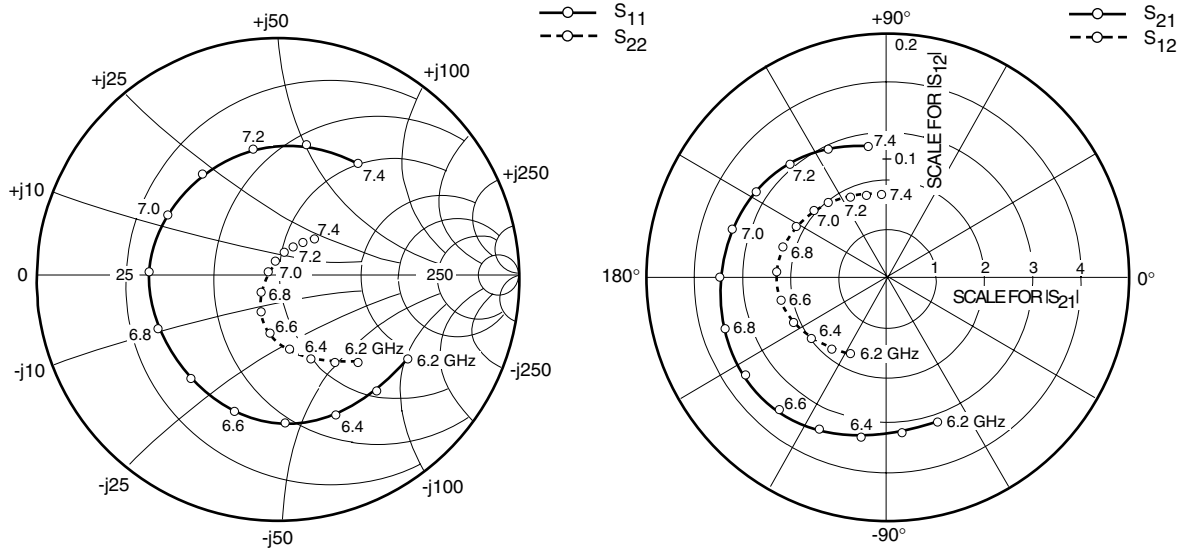 S11
S22
+j50
+j25
+j100
+j10
+j250
0
25
250
-j10
-j250
-j25
-j100
-j50
7.2
7.4
7.0
6.8
6.6
6.4
6.2 GHz
7.4
7.2
7.0
6.8
6.6
6.4
6.2 GHz
S21
S12
+90°
0.2
SCALE FOR |S12|
0.1
180°
0°
1 2 3 4
SCALE FOR |S21|
-90°
7.4
7.2
7.0
6.8
6.6
6.4
6.2 GHz
7.4
7.2
7.0
6.8
6.6
6.4
6.2 GHz